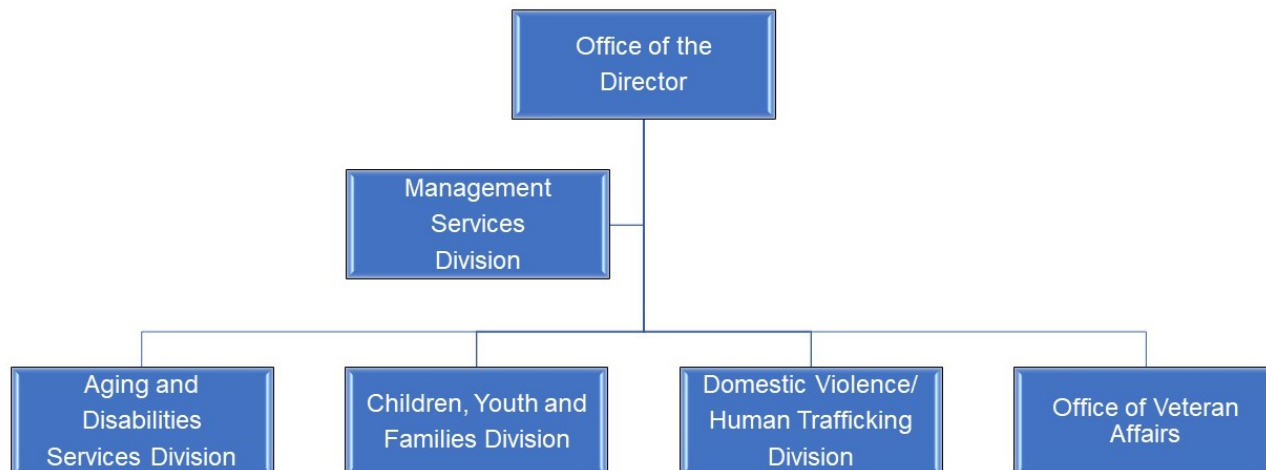 Office of the
Director
Management
Services
Division
Aging and
Disabilities
Services Division
Children, Youth and
Families Division
Domestic Violence/
Human Trafficking
Division
Office of Veteran
Affairs